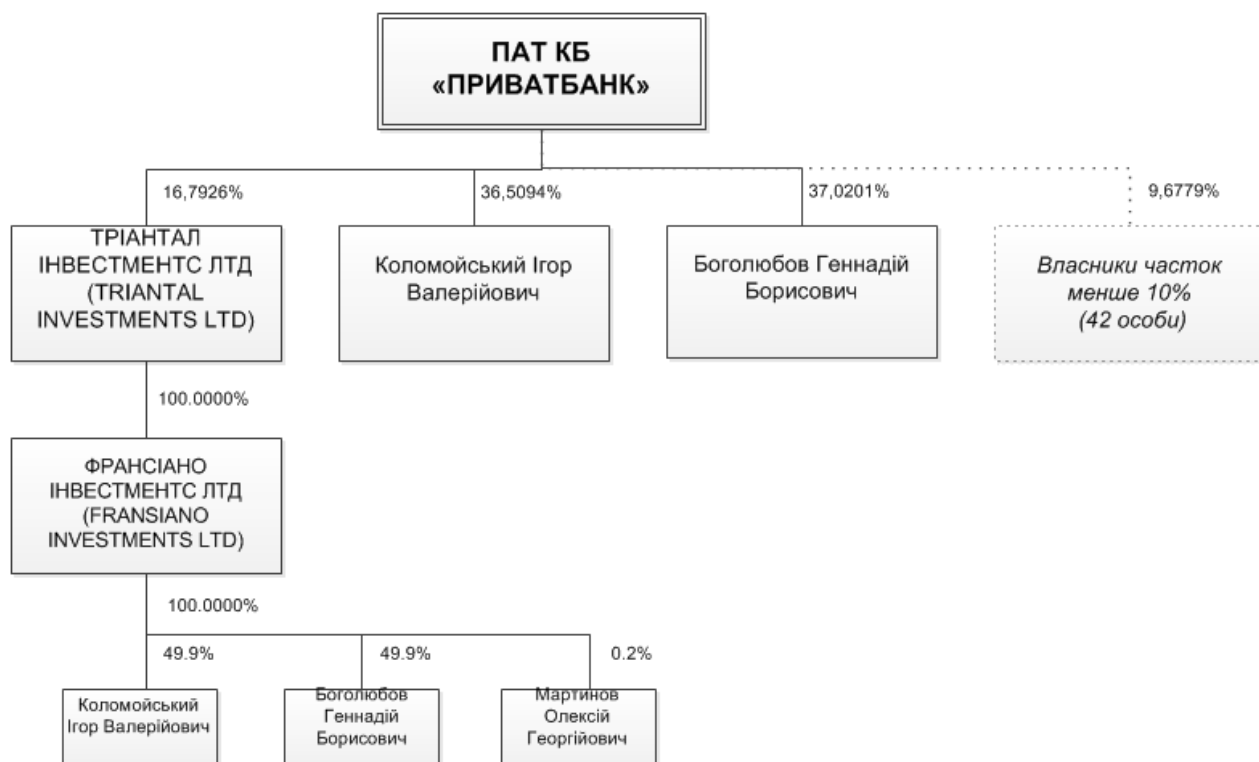 ПАТ КБ
«ПРИВАТБАНК»
16,7926%
36,5094%
37,0201%
9,6779%
ТРІАНТАЛ
ІНВЕСТМЕНТС ЛТД
(TRIANTAL
INVESTMENTS LTD)
Коломойський Ігор
Валерійович
Боголюбов Геннадій
Борисович
Власники часток
менше 10%
(42 особи)
100.0000%
ФРАНСІАНО
ІНВЕСТМЕНТС ЛТД
(FRANSIANO
INVESTMENTS LTD)
100.0000%
49.9%
49.9%
0.2%
Коломойський
Ігор Валерійович
Боголюбов
Геннадій
Борисович
Мартинов
Олексій
Георгійович